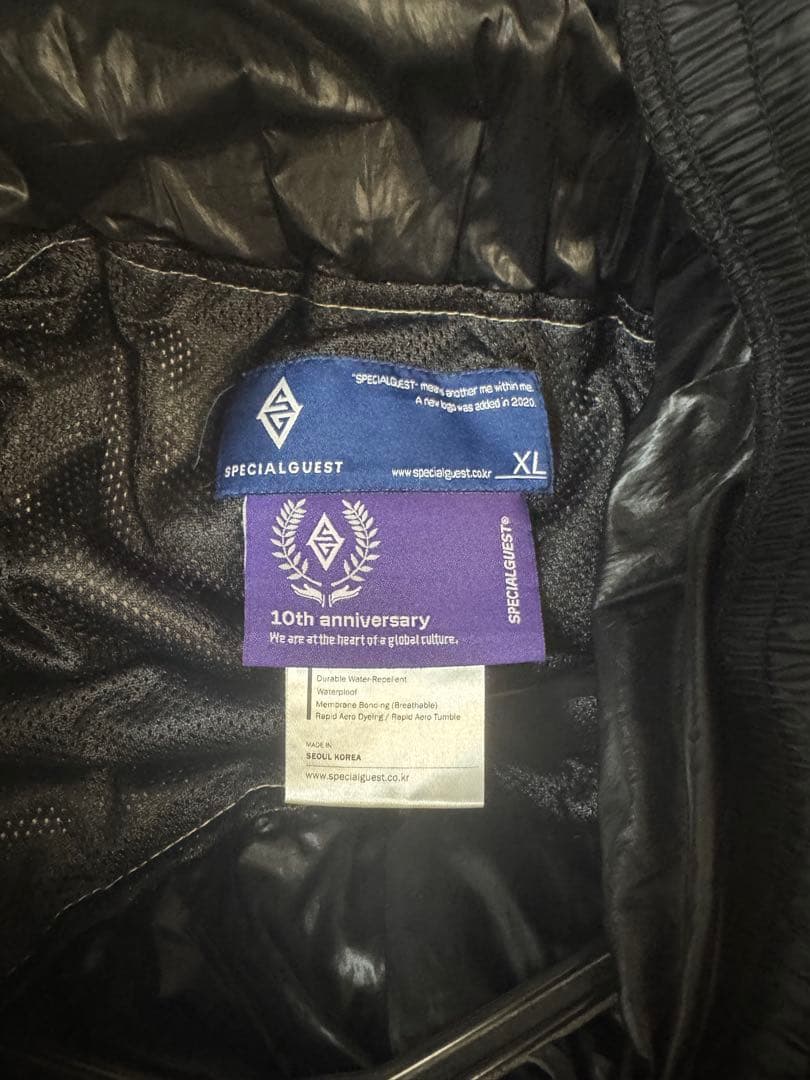 "SPECIALGUEST" means another me within me.
A new logo was added in 2020.
SPECIALGUEST
www.specialguest.co.kr
XL
10th anniversary
We are at the heart of a global culture.
SPECIALGUEST®
Durable Water Repellent
Waterproof
Membrane Bonding (Breathable)
Rapid Aero Dyeing / Rapid Aero Tumble
MADE IN
SEOUL KOREA
www.specialguest.co.kr